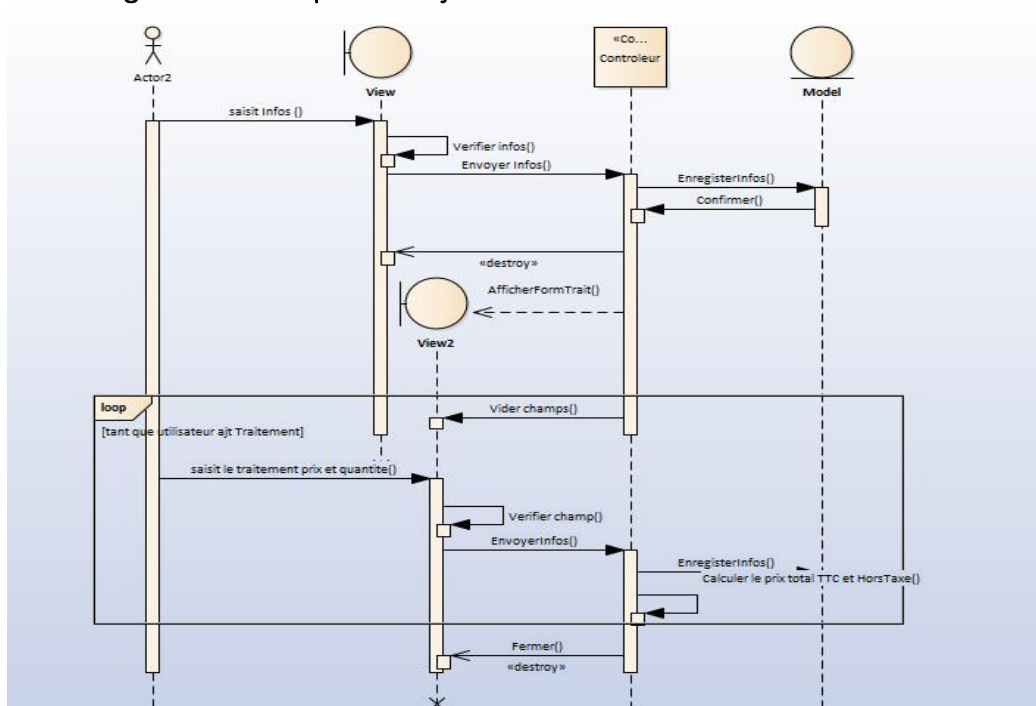 «Co...
Controleur
Actor2
View
Model
saisit Infos ()
Verifier infos()
Envoyer Infos()
EnregisterInfos()
Confirmer()
«destroy»
AfficherFormTrait()
View2
loop
Vider champs()
[tant que utilisateur ajt Traitement]
saisit le traitement prix et quantite()
Verifier champ()
EnvoyerInfos()
EnregisterInfos()
Calculer le prix total TTC et HorsTaxe()
Fermer()
«destroy»